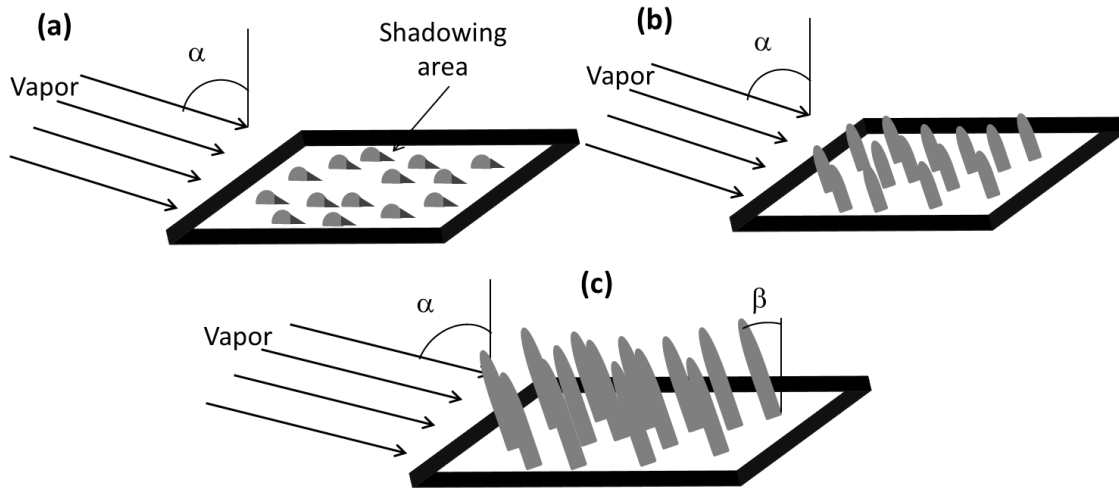 (a)
α
Vapor
Shadowing
area
(b)
α
Vapor
(c)
α
β
Vapor